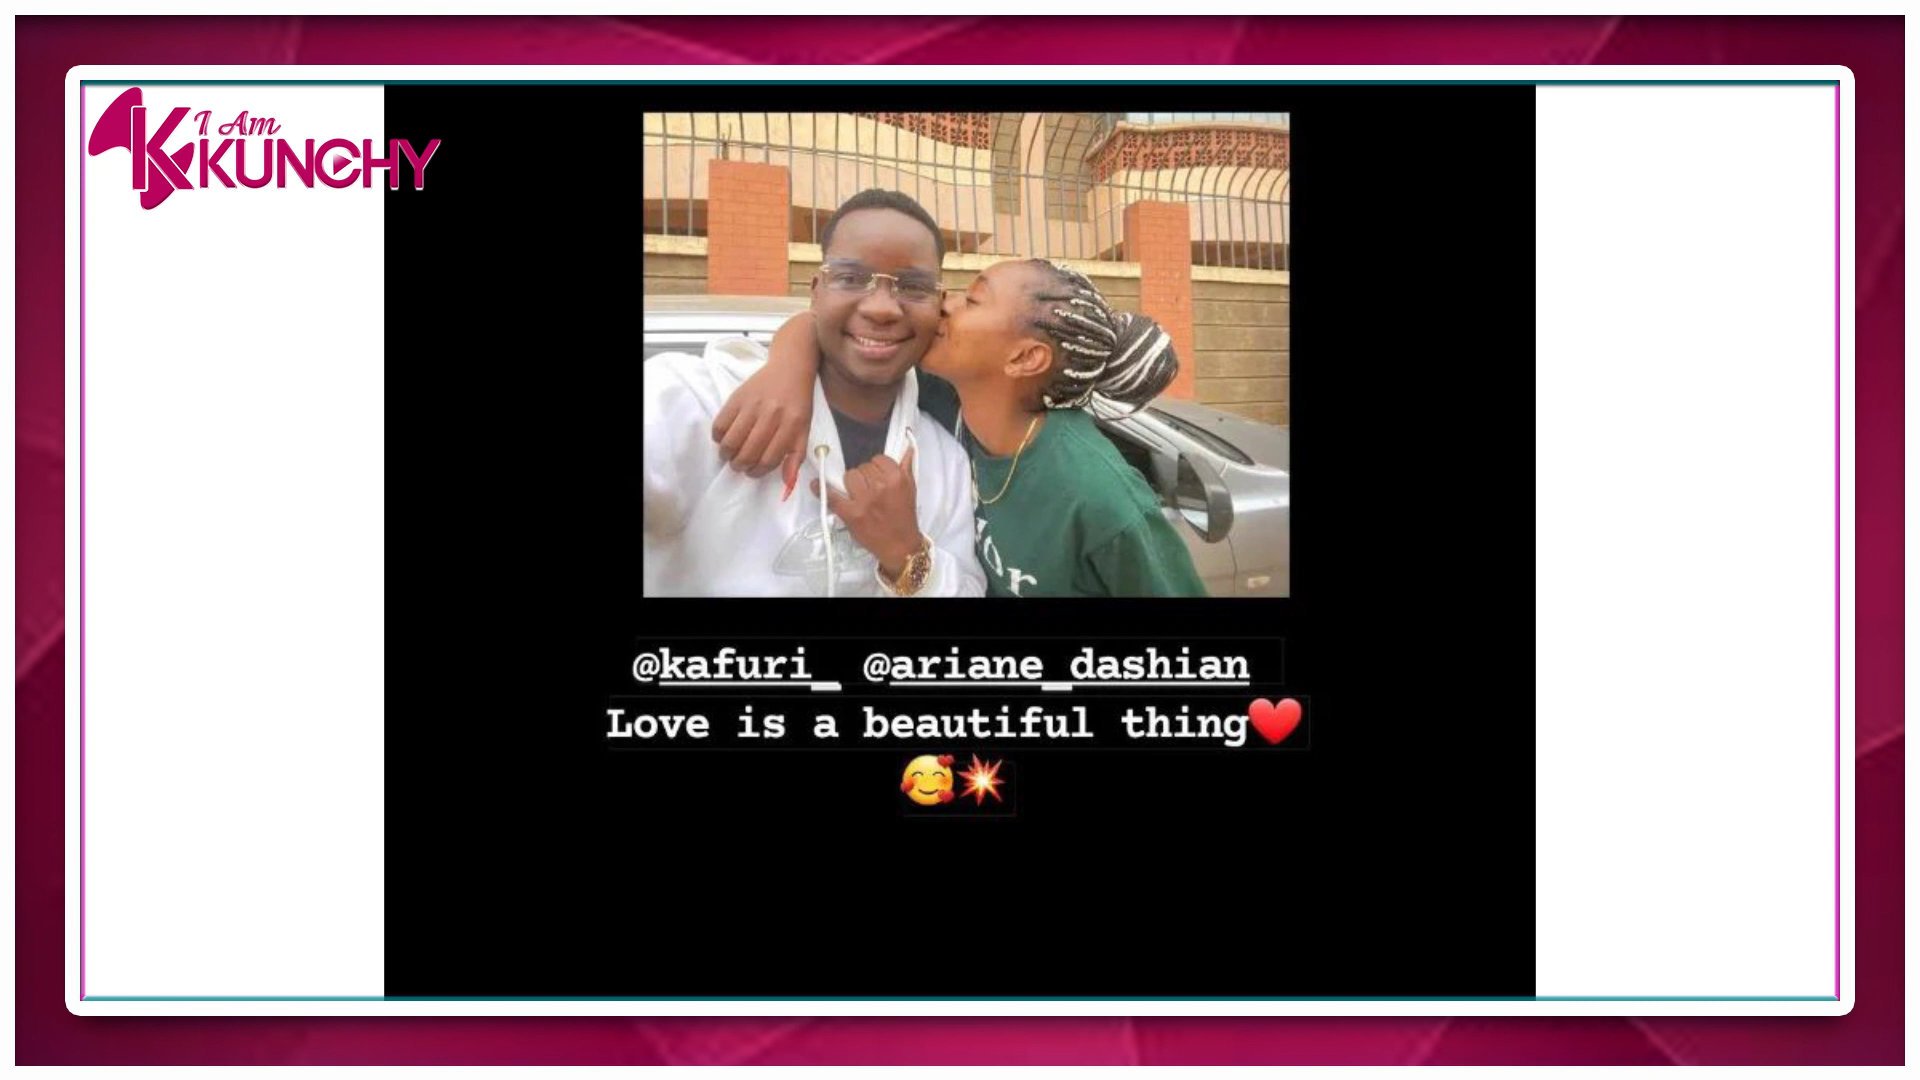 I Am
KUNCHY
@kafuri_ @ariane_dashian
Love is a beautiful thing❤️
🥰💥